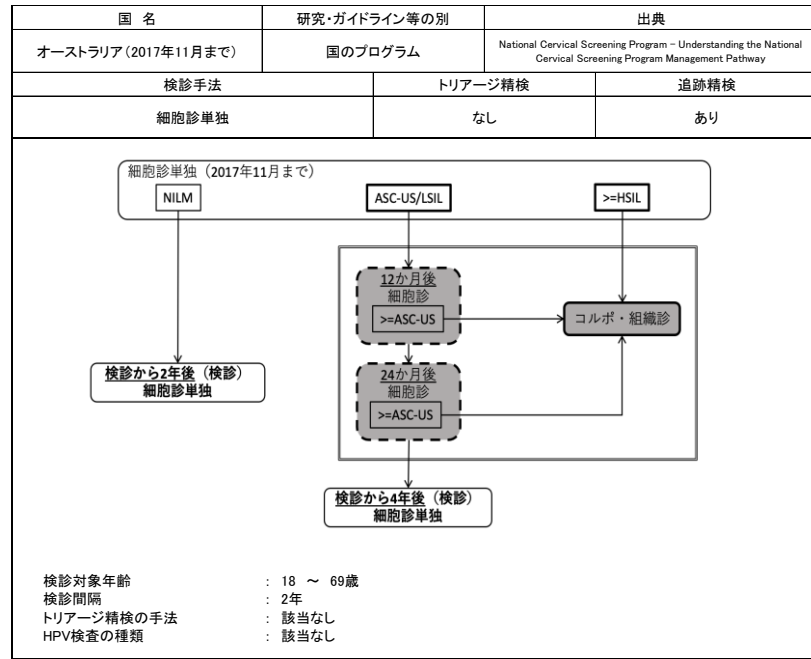 国 名 研究・ガイドライン等の別 出典
オーストラリア（2017年11月まで） 国のプログラム National Cervical Screening Program – Understanding the National
Cervical Screening Program Management Pathway
検診手法 トリアージ精検 追跡精検
細胞診単独 なし あり
細胞診単独（2017年11月まで）
NILM ASC-US/LSIL >=HSIL
12か月後
細胞診
>=ASC-US
コルポ・組織診
24か月後
細胞診
>=ASC-US
検診から2年後（検診）
細胞診単独
検診から4年後（検診）
細胞診単独
検診対象年齢 : 18 ～ 69歳
検診間隔 : 2年
トリアージ精検の手法 : 該当なし
HPV検査の種類 : 該当なし